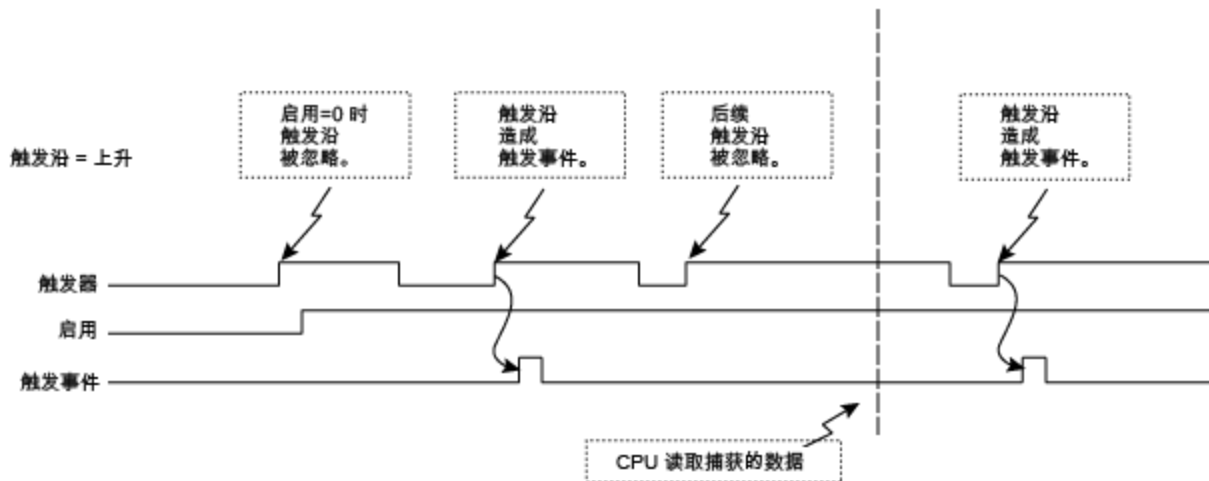 启用=0 时
触发沿
被忽略。
触发沿
造成
触发事件。
后续
触发沿
被忽略。
触发沿
造成
触发事件。
触发沿 = 上升
触发器
启用
触发事件
CPU 读取捕获的数据